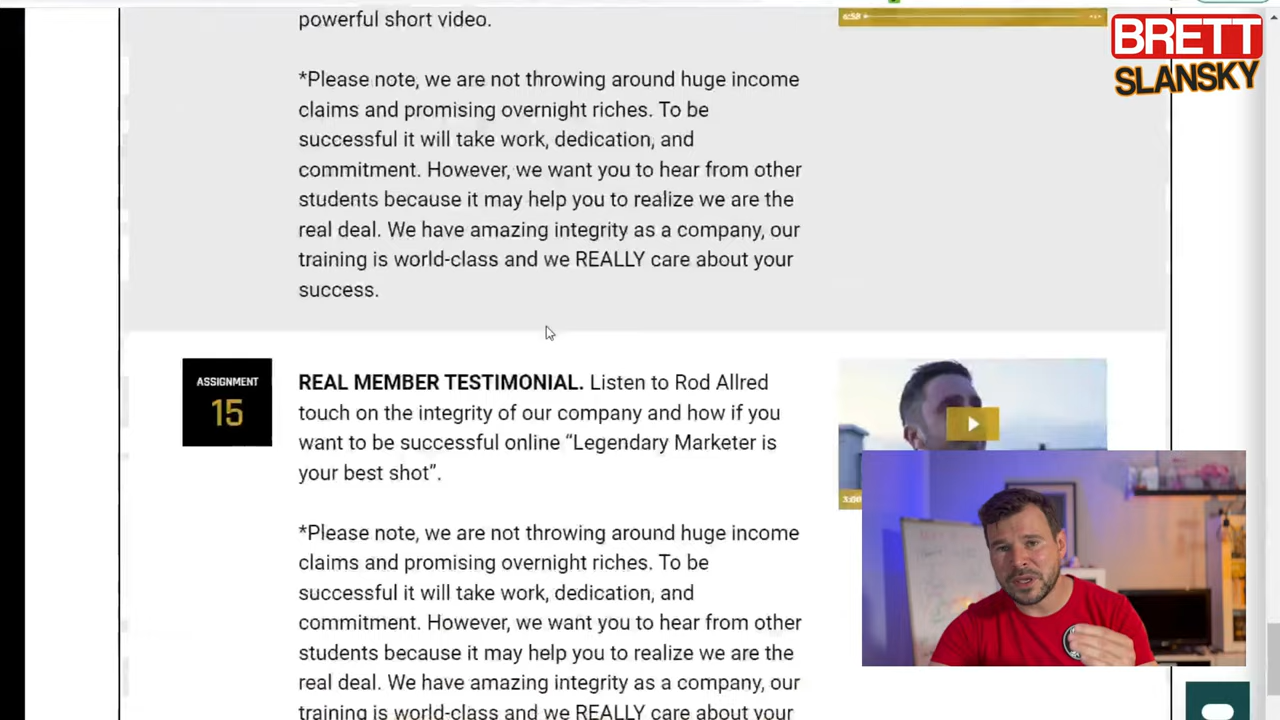 powerful short video.
BRETT
SLANSKY
*Please note, we are not throwing around huge income
claims and promising overnight riches. To be
successful it will take work, dedication, and
commitment. However, we want you to hear from other
students because it may help you to realize we are the
real deal. We have amazing integrity as a company, our
training is world-class and we REALLY care about your
success.
ASSIGNMENT
15
REAL MEMBER TESTIMONIAL. Listen to Rod Allred
touch on the integrity of our company and how if you
want to be successful online “Legendary Marketer is
your best shot”.
*Please note, we are not throwing around huge income
claims and promising overnight riches. To be
successful it will take work, dedication, and
commitment. However, we want you to hear from other
students because it may help you to realize we are the
real deal. We have amazing integrity as a company, our
training is world-class and we REALLY care about your